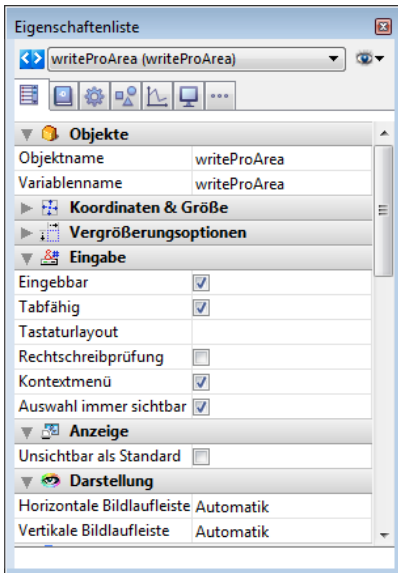 Eigenschaftenliste
writeProArea (writeProArea)
Objekte
Objektname writeProArea
Variablenname writeProArea
Koordinaten & Größe
Vergrößerungsoptionen
Eingabe
Eingebbar
Tabfähig
Tastaturlayout
Rechtschreibprüfung
Kontextmenü
Auswahl immer sichtbar
Anzeige
Unsichtbar als Standard
Darstellung
Horizontale Bildlaufleiste Automatik
Vertikale Bildlaufleiste Automatik